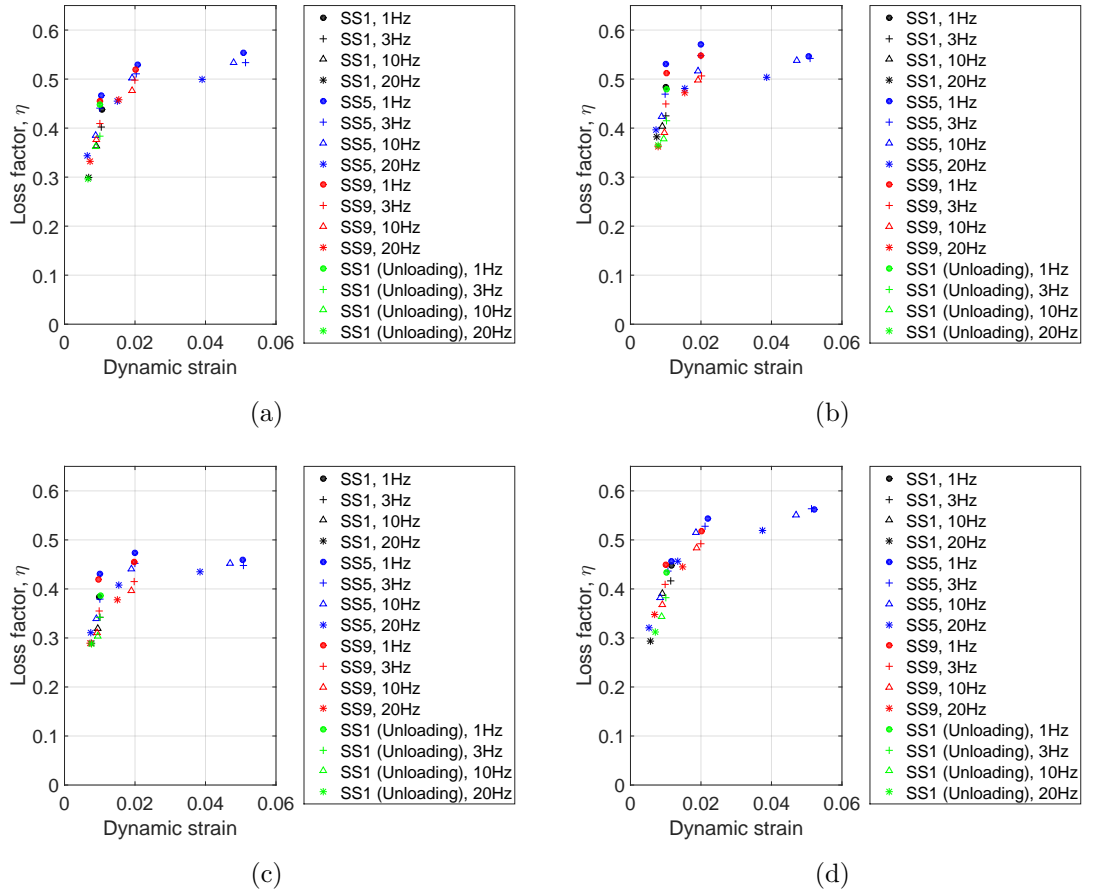 0.6
0.5
0.4
0.3
0.2
0.1
0
Loss factor, η
0 0.02 0.04 0.06
Dynamic strain
SS1, 1Hz
SS1, 3Hz
SS1, 10Hz
SS1, 20Hz
SS5, 1Hz
SS5, 3Hz
SS5, 10Hz
SS5, 20Hz
SS9, 1Hz
SS9, 3Hz
SS9, 10Hz
SS9, 20Hz
SS1 (Unloading), 1Hz
SS1 (Unloading), 3Hz
SS1 (Unloading), 10Hz
SS1 (Unloading), 20Hz
(a)
0.6
0.5
0.4
0.3
0.2
0.1
0
Loss factor, η
0 0.02 0.04 0.06
Dynamic strain
SS1, 1Hz
SS1, 3Hz
SS1, 10Hz
SS1, 20Hz
SS5, 1Hz
SS5, 3Hz
SS5, 10Hz
SS5, 20Hz
SS9, 1Hz
SS9, 3Hz
SS9, 10Hz
SS9, 20Hz
SS1 (Unloading), 1Hz
SS1 (Unloading), 3Hz
SS1 (Unloading), 10Hz
SS1 (Unloading), 20Hz
(b)
0.6
0.5
0.4
0.3
0.2
0.1
0
Loss factor, η
0 0.02 0.04 0.06
Dynamic strain
SS1, 1Hz
SS1, 3Hz
SS1, 10Hz
SS1, 20Hz
SS5, 1Hz
SS5, 3Hz
SS5, 10Hz
SS5, 20Hz
SS9, 1Hz
SS9, 3Hz
SS9, 10Hz
SS9, 20Hz
SS1 (Unloading), 1Hz
SS1 (Unloading), 3Hz
SS1 (Unloading), 10Hz
SS1 (Unloading), 20Hz
(c)
0.6
0.5
0.4
0.3
0.2
0.1
0
Loss factor, η
0 0.02 0.04 0.06
Dynamic strain
SS1, 1Hz
SS1, 3Hz
SS1, 10Hz
SS1, 20Hz
SS5, 1Hz
SS5, 3Hz
SS5, 10Hz
SS5, 20Hz
SS9, 1Hz
SS9, 3Hz
SS9, 10Hz
SS9, 20Hz
SS1 (Unloading), 1Hz
SS1 (Unloading), 3Hz
SS1 (Unloading), 10Hz
SS1 (Unloading), 20Hz
(d)